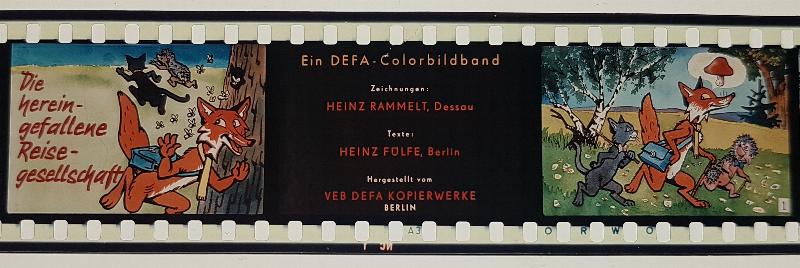 Die
herein-
gefallene
Reise-
gesellschaft
Ein DEFA-Colorbildband
Zeichnungen:
HEINZ RAMMELT, Dessau
Texte:
HEINZ FÜLFE, Berlin
Hergestellt vom
VEB DEFA KOPIERWERKE
BERLIN
1
A3
O R W O